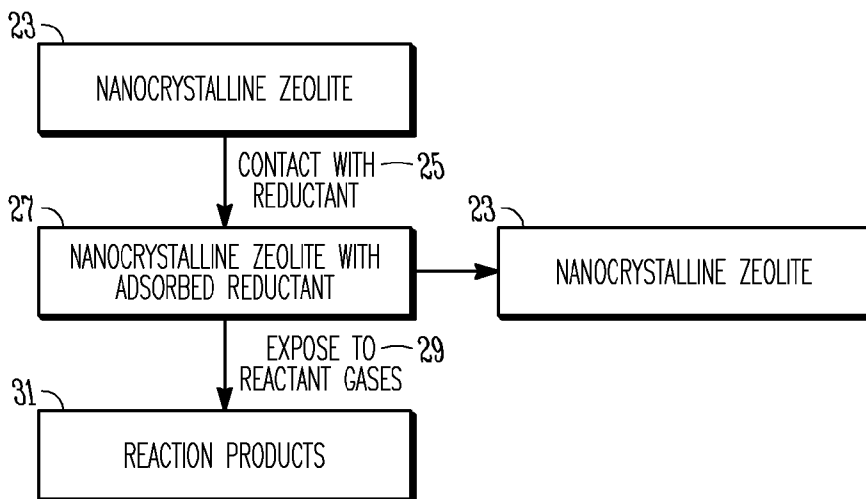 23
NANOCRYSTALLINE ZEOLITE
CONTACT WITH 25
REDUCTANT
27
NANOCRYSTALLINE ZEOLITE WITH
ADSORBED REDUCTANT
23
NANOCRYSTALLINE ZEOLITE
EXPOSE TO 29
REACTANT GASES
31
REACTION PRODUCTS